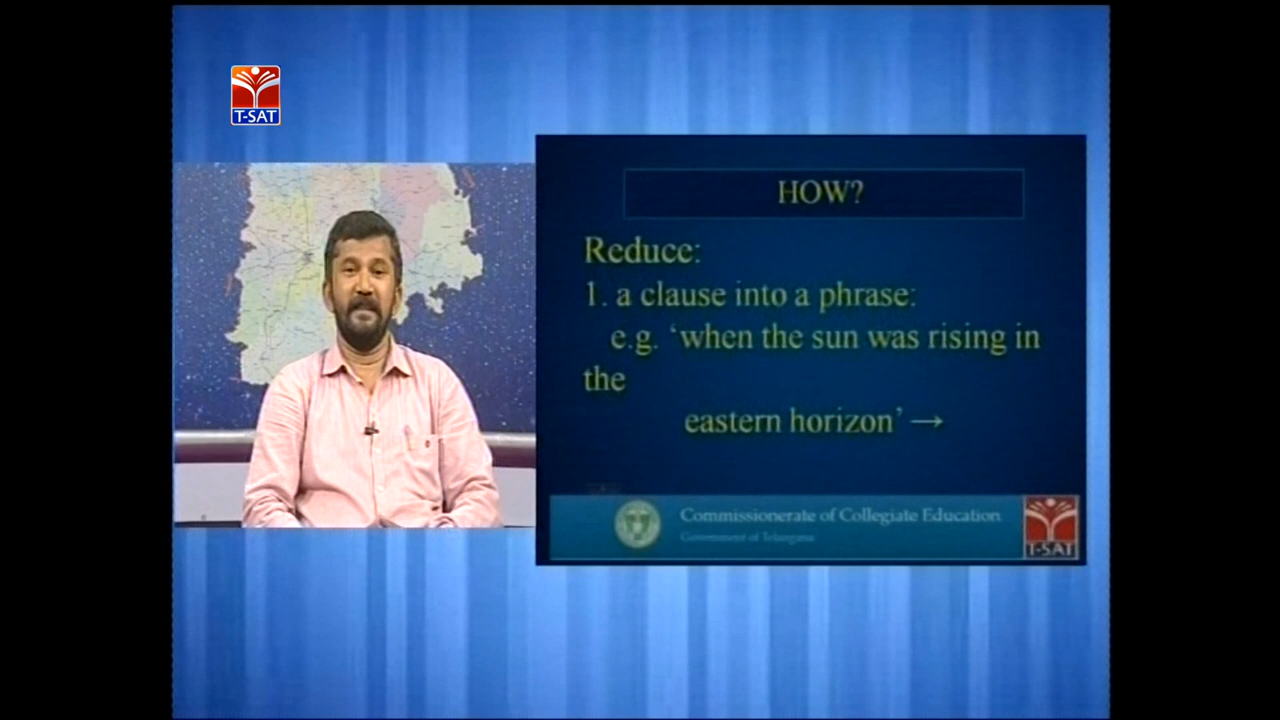 T-SAT
HOW?
Reduce:
1. a clause into a phrase:
e.g. ‘when the sun was rising in
the
eastern horizon’ →
Commissionerate of Collegiate Education
Government of Telangana
T-SAT